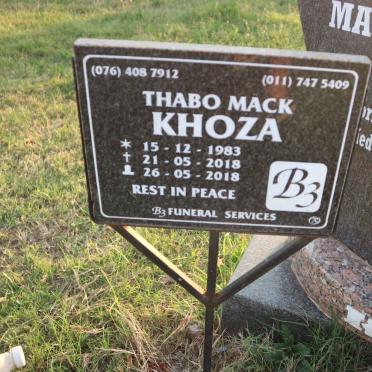 (076) 408 7912 (011) 747 5409
THABO MACK
KHOZA
* 15 - 12 - 1983
† 21 - 05 - 2018
26 - 05 - 2018
REST IN PEACE
B3
B3 FUNERAL SERVICES
MA